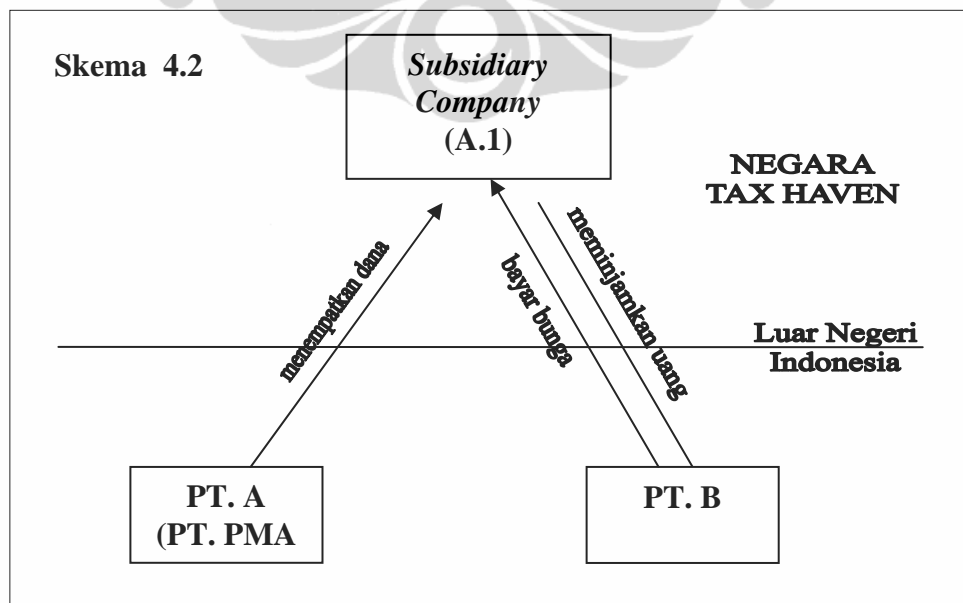 Skema 4.2
Subsidiary
Company
(A.1)
NEGARA
TAX HAVEN
menempatkan dana
bayar bunga
meminjamkan uang
Luar Negeri
Indonesia
PT. A
(PT. PMA
PT. B